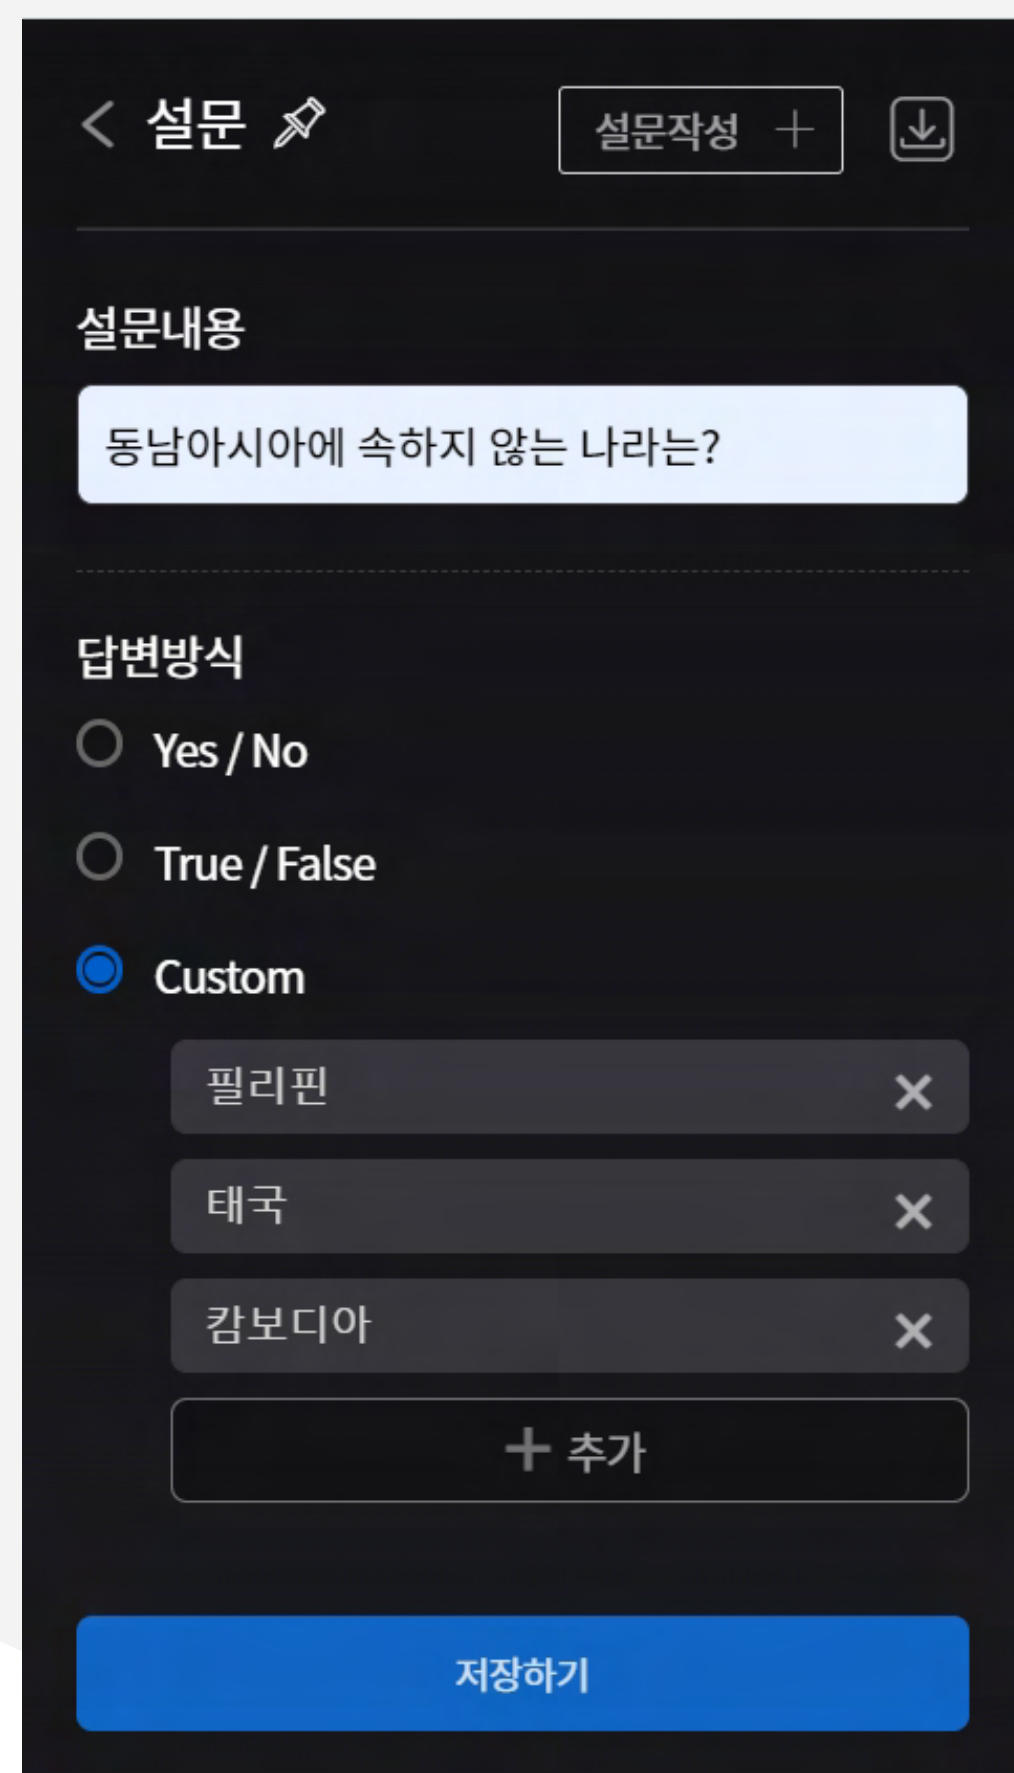 설문
설문작성
설문내용
동남아시아에 속하지 않는 나라는?
답변방식
Yes / No
True / False
Custom
필리핀
태국
캄보디아
추가
저장하기